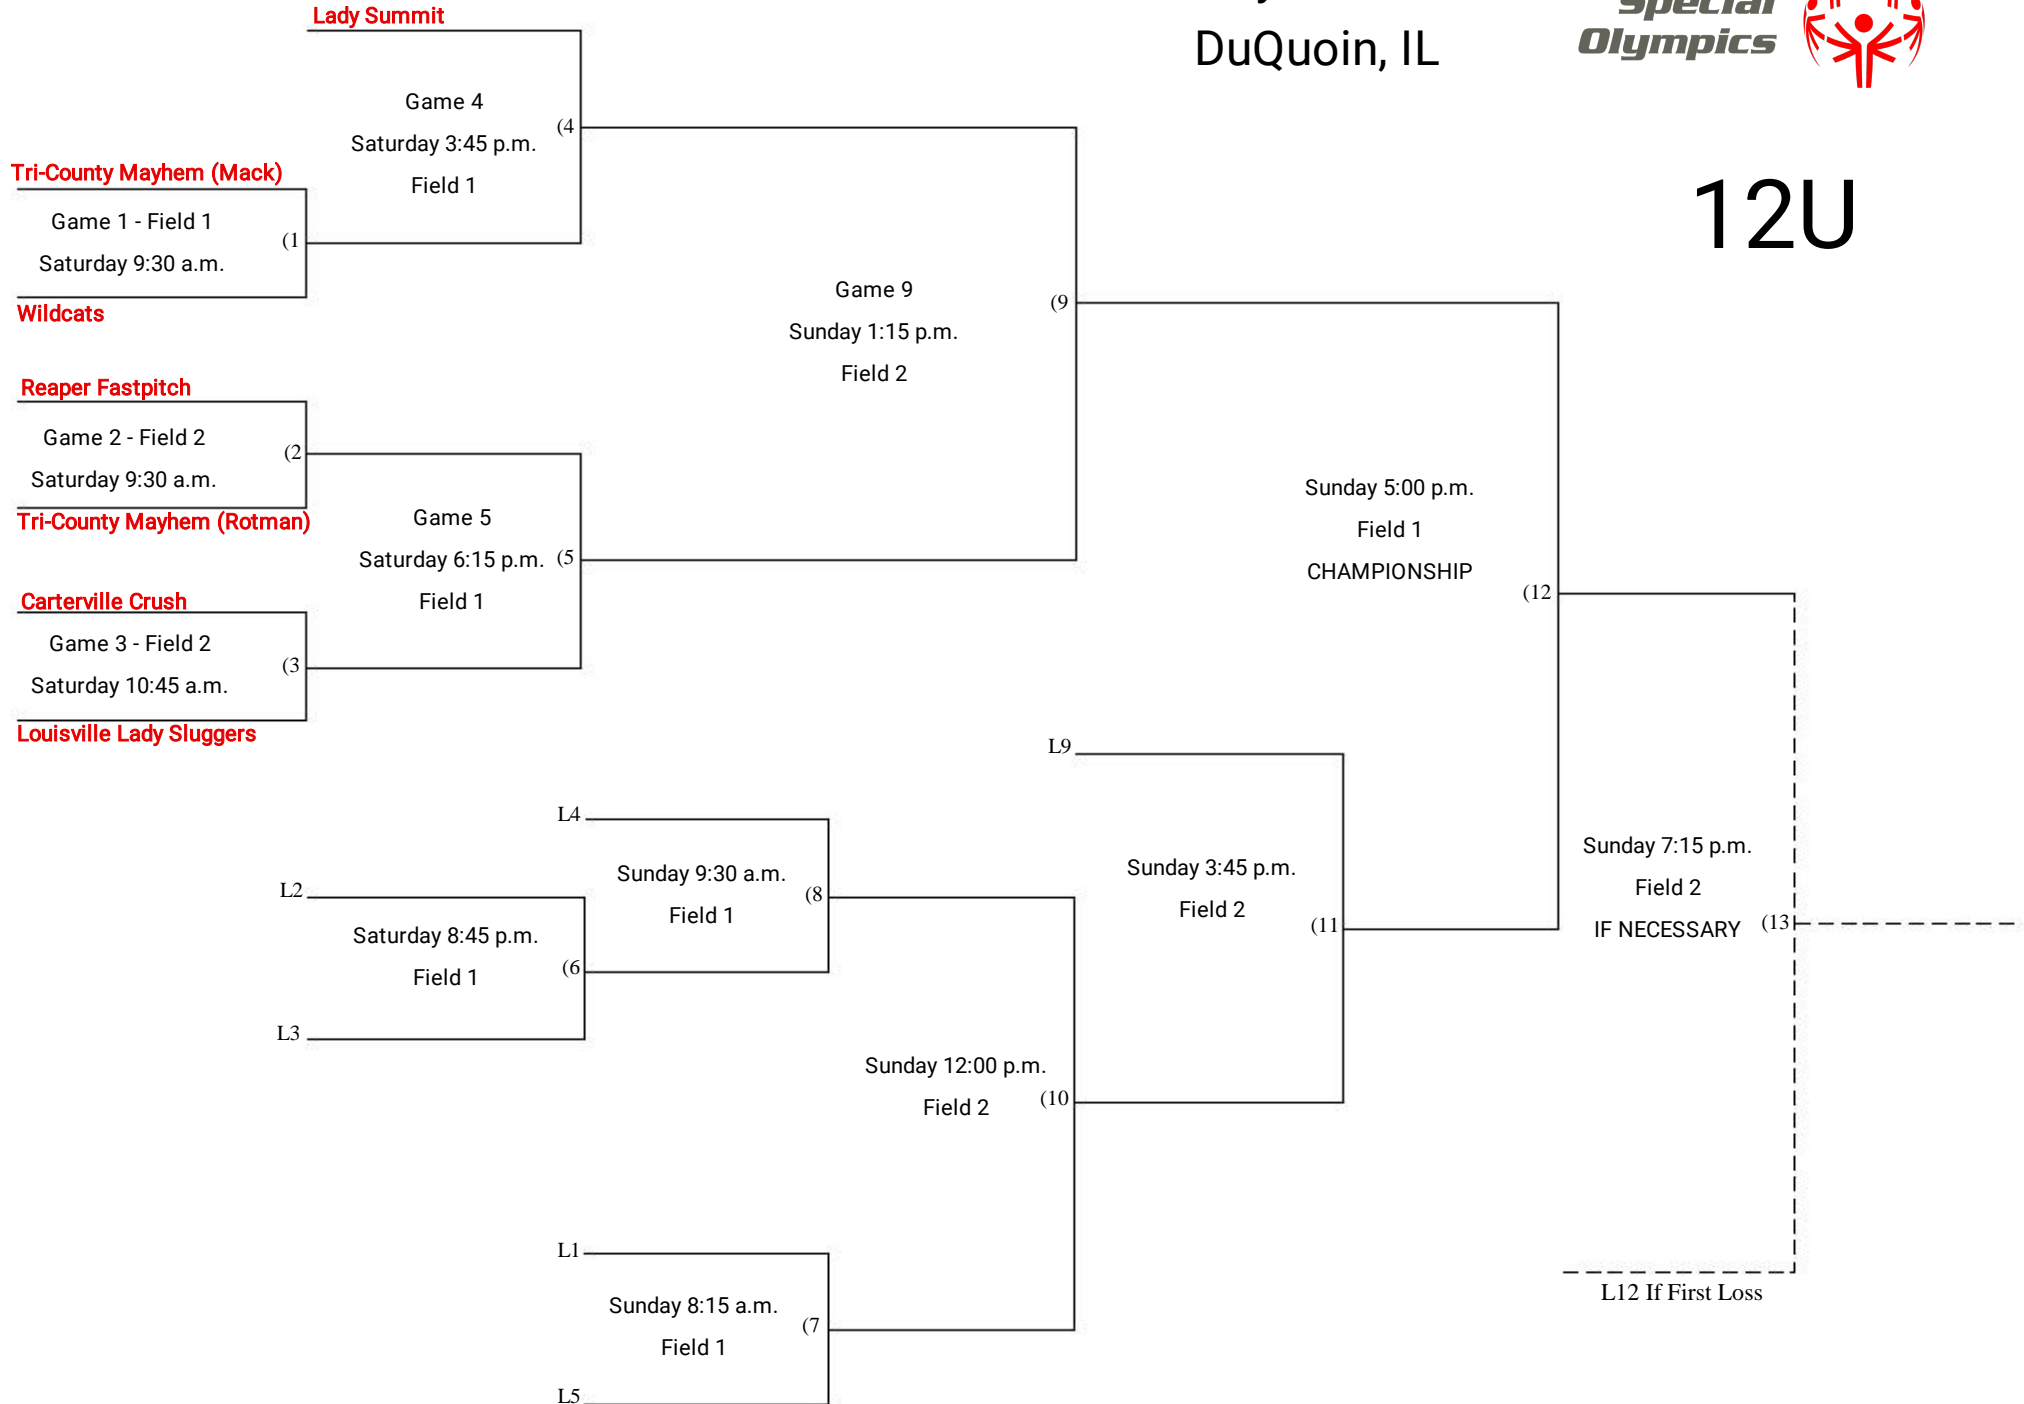 Lady Summit
DuQuoin, IL
Special
Olympics
12U
Game 4
Saturday 3:45 p.m.
Field 1
(4
Tri-County Mayhem (Mack)
Game 1 - Field 1
Saturday 9:30 a.m.
(1
Wildcats
Game 9
Sunday 1:15 p.m.
Field 2
(9
Reaper Fastpitch
Game 2 - Field 2
Saturday 9:30 a.m.
(2
Tri-County Mayhem (Rotman)
Game 5
Saturday 6:15 p.m.
Field 1
(5
Carterville Crush
Game 3 - Field 2
Saturday 10:45 a.m.
(3
Louisville Lady Sluggers
Sunday 5:00 p.m.
Field 1
CHAMPIONSHIP
(12
L9
L4
Sunday 9:30 a.m.
Field 1
(8
L2
Saturday 8:45 p.m.
Field 1
(6
L3
Sunday 3:45 p.m.
Field 2
(11
Sunday 7:15 p.m.
Field 2
IF NECESSARY
(13
Sunday 12:00 p.m.
Field 2
(10
L1
Sunday 8:15 a.m.
Field 1
(7
L5
L12 If First Loss